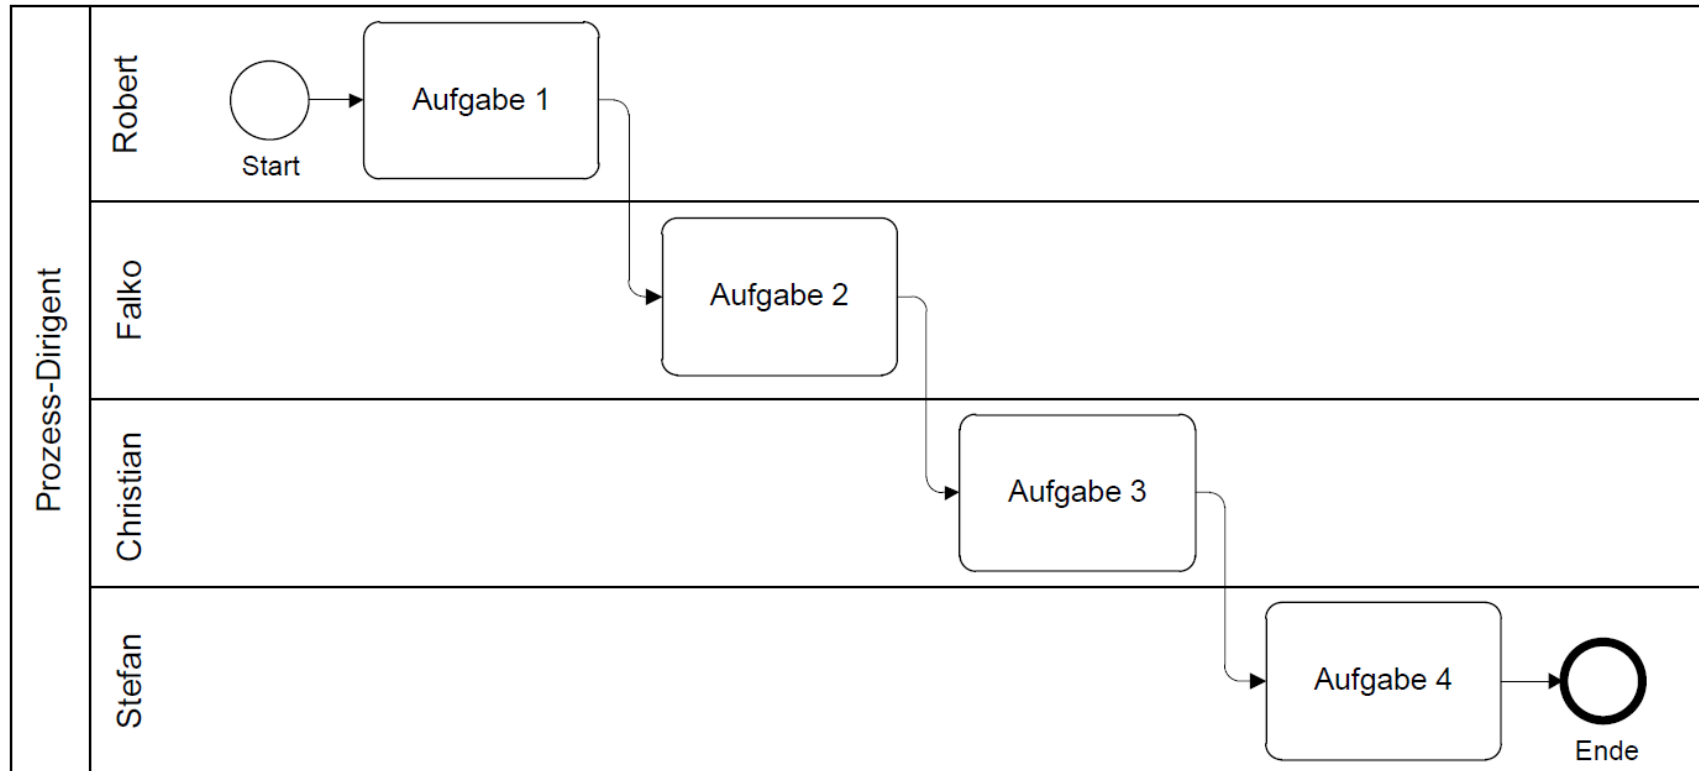 Prozess-Dirigent
Robert
Start
Aufgabe 1
Falko
Aufgabe 2
Christian
Aufgabe 3
Stefan
Aufgabe 4
Ende